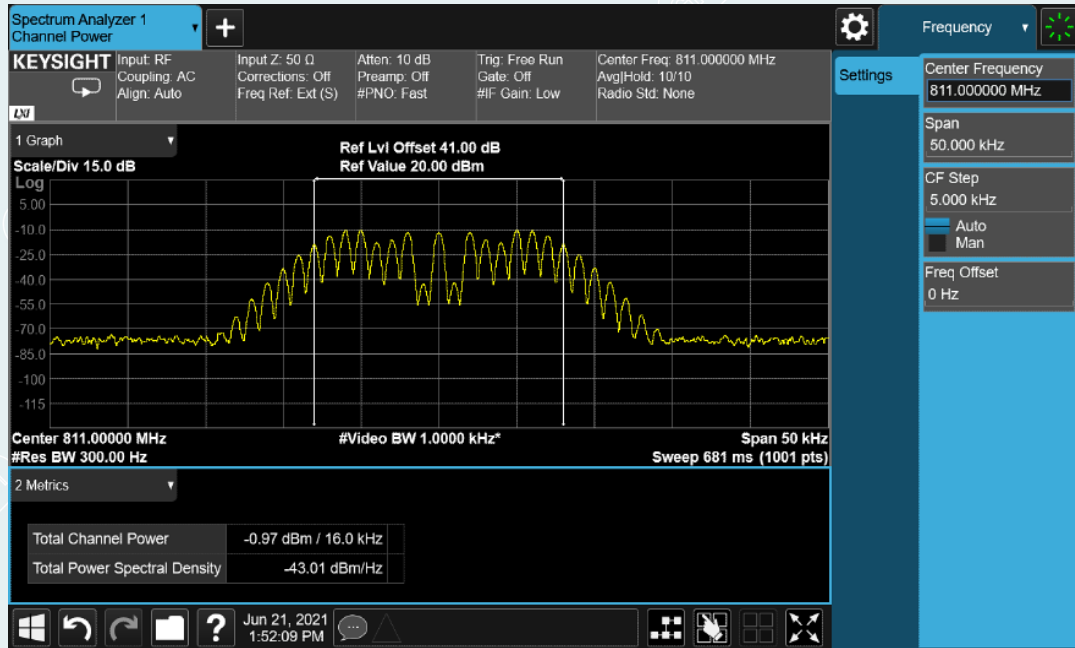 Spectrum Analyzer 1
Channel Power
+
Frequency
KEYSIGHT
Input: RF
Coupling: AC
Align: Auto
Input Z: 50 Ω
Corrections: Off
Freq Ref: Ext (S)
Atten: 10 dB
Preamp: Off
#PNO: Fast
Trig: Free Run
Gate: Off
#IF Gain: Low
Center Freq: 811.000000 MHz
Avg|Hold: 10/10
Radio Std: None
LXI
Settings
Center Frequency
811.000000 MHz
Span
50.000 kHz
CF Step
5.000 kHz
Auto
Man
Freq Offset
0 Hz
1 Graph
Scale/Div 15.0 dB
Ref Lvl Offset 41.00 dB
Ref Value 20.00 dBm
Log
5.00
-10.0
-25.0
-40.0
-55.0
-70.0
-85.0
-100
-115
Center 811.00000 MHz
#Video BW 1.0000 kHz*
Span 50 kHz
#Res BW 300.00 Hz
Sweep 681 ms (1001 pts)
2 Metrics
Total Channel Power
-0.97 dBm / 16.0 kHz
Total Power Spectral Density
-43.01 dBm/Hz
?
Jun 21, 2021
1:52:09 PM